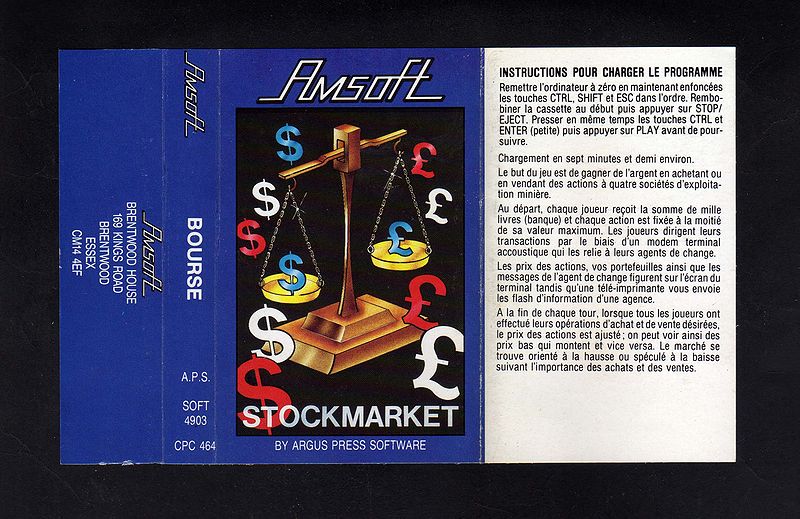 Amsoft
BRENTWOOD HOUSE
169 KINGS ROAD
BRENTWOOD
ESSEX
CM14 4EF
Amsoft
BOURSE
A.P.S.
SOFT
4903
CPC 464
Amsoft
$
£
$
£
$
£
$
£
$
£
$
STOCKMARKET
BY ARGUS PRESS SOFTWARE
INSTRUCTIONS POUR CHARGER LE PROGRAMME
Remettre l'ordinateur à zéro en maintenant enfoncées
les touches CTRL, SHIFT et ESC dans l'ordre. Rembo-
biner la cassette au début puis appuyer sur STOP/
EJECT. Presser en même temps les touches CTRL et
ENTER (petite) puis appuyer sur PLAY avant de pour-
suivre.
Chargement en sept minutes et demi environ.
Le but du jeu est de gagner de l'argent en achetant ou
en vendant des actions à quatre sociétés d'exploita-
tion minière.
Au départ, chaque joueur reçoit la somme de mille
livres (banque) et chaque action est fixée à la moitié
de sa valeur maximum. Les joueurs dirigent leurs
transactions par le biais d'un modem terminal
accoustique qui les relie à leurs agents de change.
Les prix des actions, vos portefeuilles ainsi que les
messages de l'agent de change figurent sur l'écran du
terminal tandis qu'une télé-imprimante vous envoie
les flash d'information d'une agence.
A la fin de chaque tour, lorsque tous les joueurs ont
effectué leurs opérations d'achat et de vente désirées,
le prix des actions est ajusté; on peut voir ainsi des
prix bas qui montent et vice versa. Le marché se
trouve orienté à la hausse ou spéculé à la baisse
suivant l'importance des achats et des ventes.